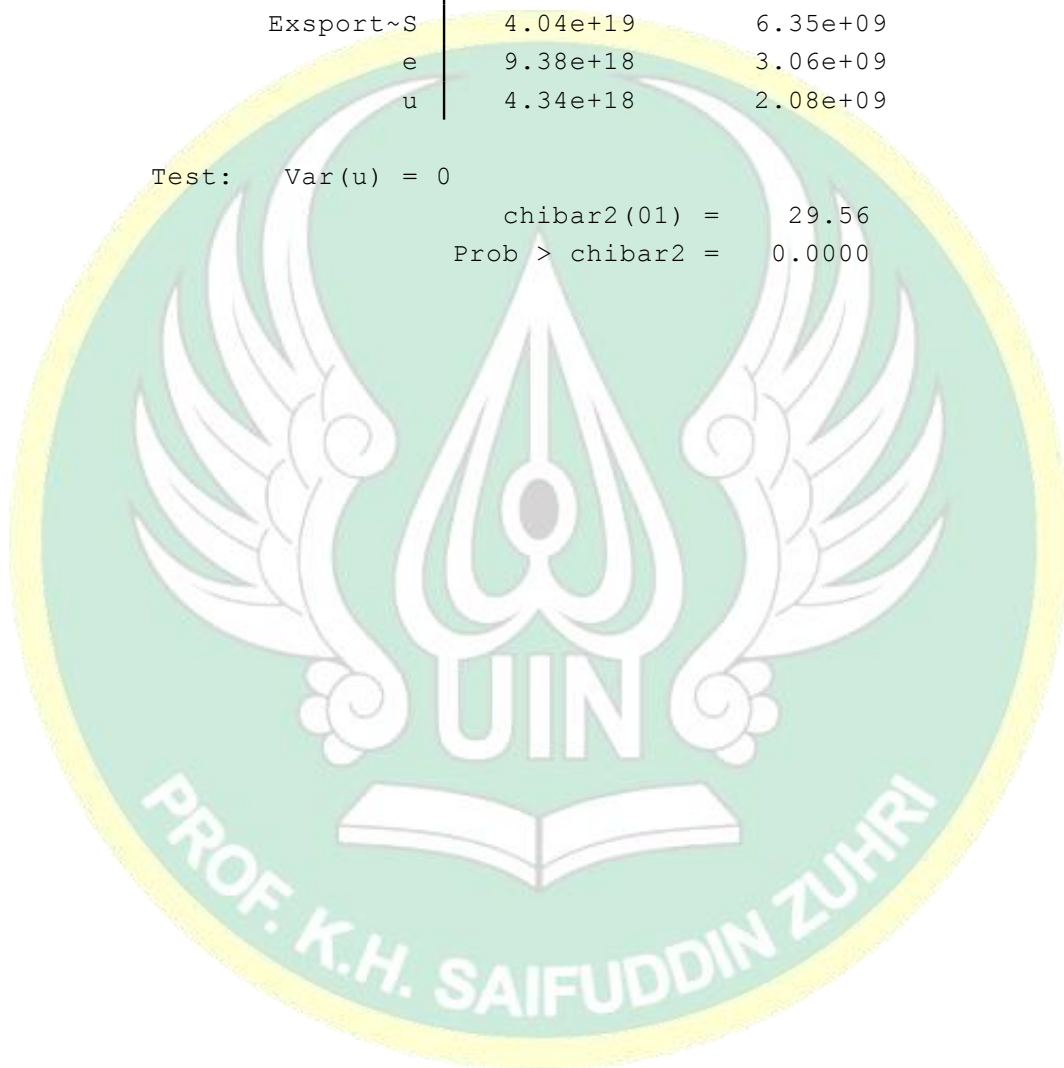 Exsport~S 4.04e+19 6.35e+09
e 9.38e+18 3.06e+09
u 4.34e+18 2.08e+09
Test: Var(u) = 0
chibar2(01) = 29.56
Prob > chibar2 = 0.0000
UIN
PROF. K.H. SAIFUDDIN ZUHRI